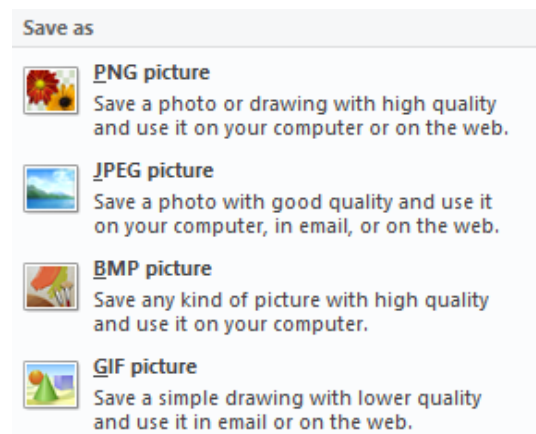 Save as
PNG picture
Save a photo or drawing with high quality
and use it on your computer or on the web.
JPEG picture
Save a photo with good quality and use it
on your computer, in email, or on the web.
BMP picture
Save any kind of picture with high quality
and use it on your computer.
GIF picture
Save a simple drawing with lower quality
and use it in email or on the web.